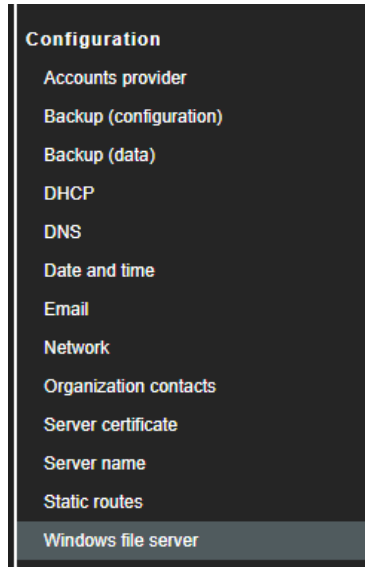 Configuration
Accounts provider
Backup (configuration)
Backup (data)
DHCP
DNS
Date and time
Email
Network
Organization contacts
Server certificate
Server name
Static routes
Windows file server